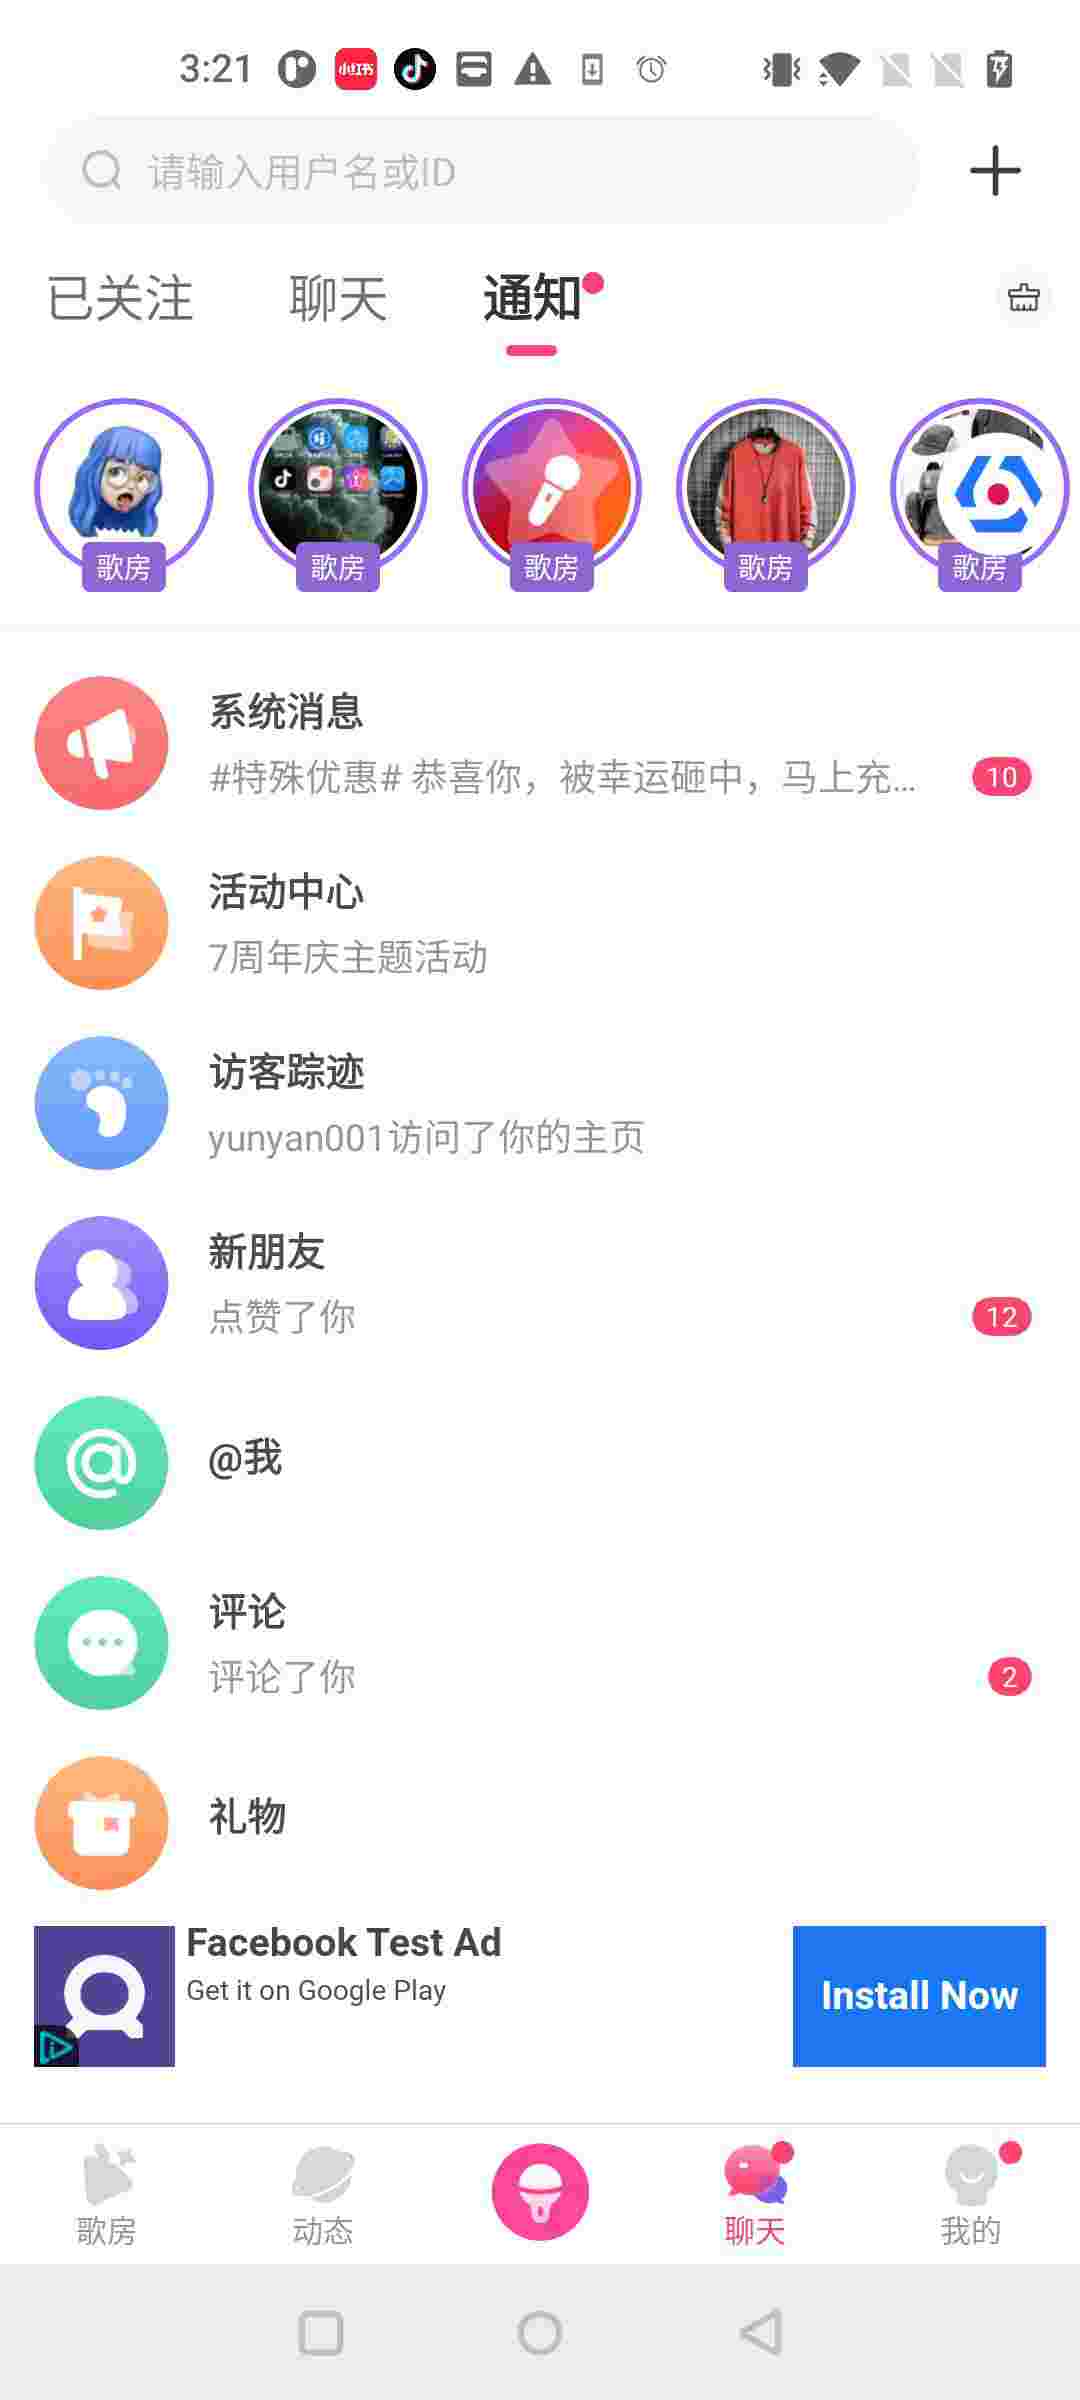 3:21
小红书
请输入用户名或ID
已关注
聊天
通知
歌房
歌房
歌房
歌房
歌房
系统消息
#特殊优惠# 恭喜你，被幸运砸中，马上充...
10
活动中心
7周年庆主题活动
访客踪迹
yunyan001访问了你的主页
新朋友
点赞了你
12
@我
评论
评论了你
2
礼物
Facebook Test Ad
Get it on Google Play
Install Now
歌房
动态
聊天
我的